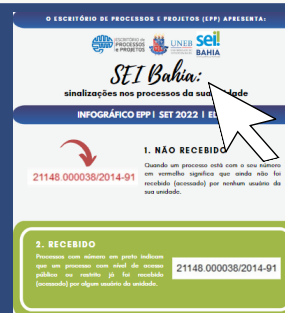 O ESCRITÓRIO DE PROCESSOS E PROJETOS (EPP) APRESENTA:
ESCRITÓRIO DE
PROCESSOS
E PROJETOS
UNEB
sei!
BAHIA
SEI Bahia:
sinalizações nos processos da sua
dade
INFOGRÁFICO EPP | SET 2022 |
1. NÃO RECEBIDO
Quando um processo está com o seu número
em vermelho significa que ainda não foi
recebido (acessado) por nenhum usuário da
sua unidade.
21148.000038/2014-91
2. RECEBIDO
Processos com número em preto indicam
que um processo com nível de acesso
público ou restrito já foi recebido
(acessado) por algum usuário da unidade.
21148.000038/2014-91